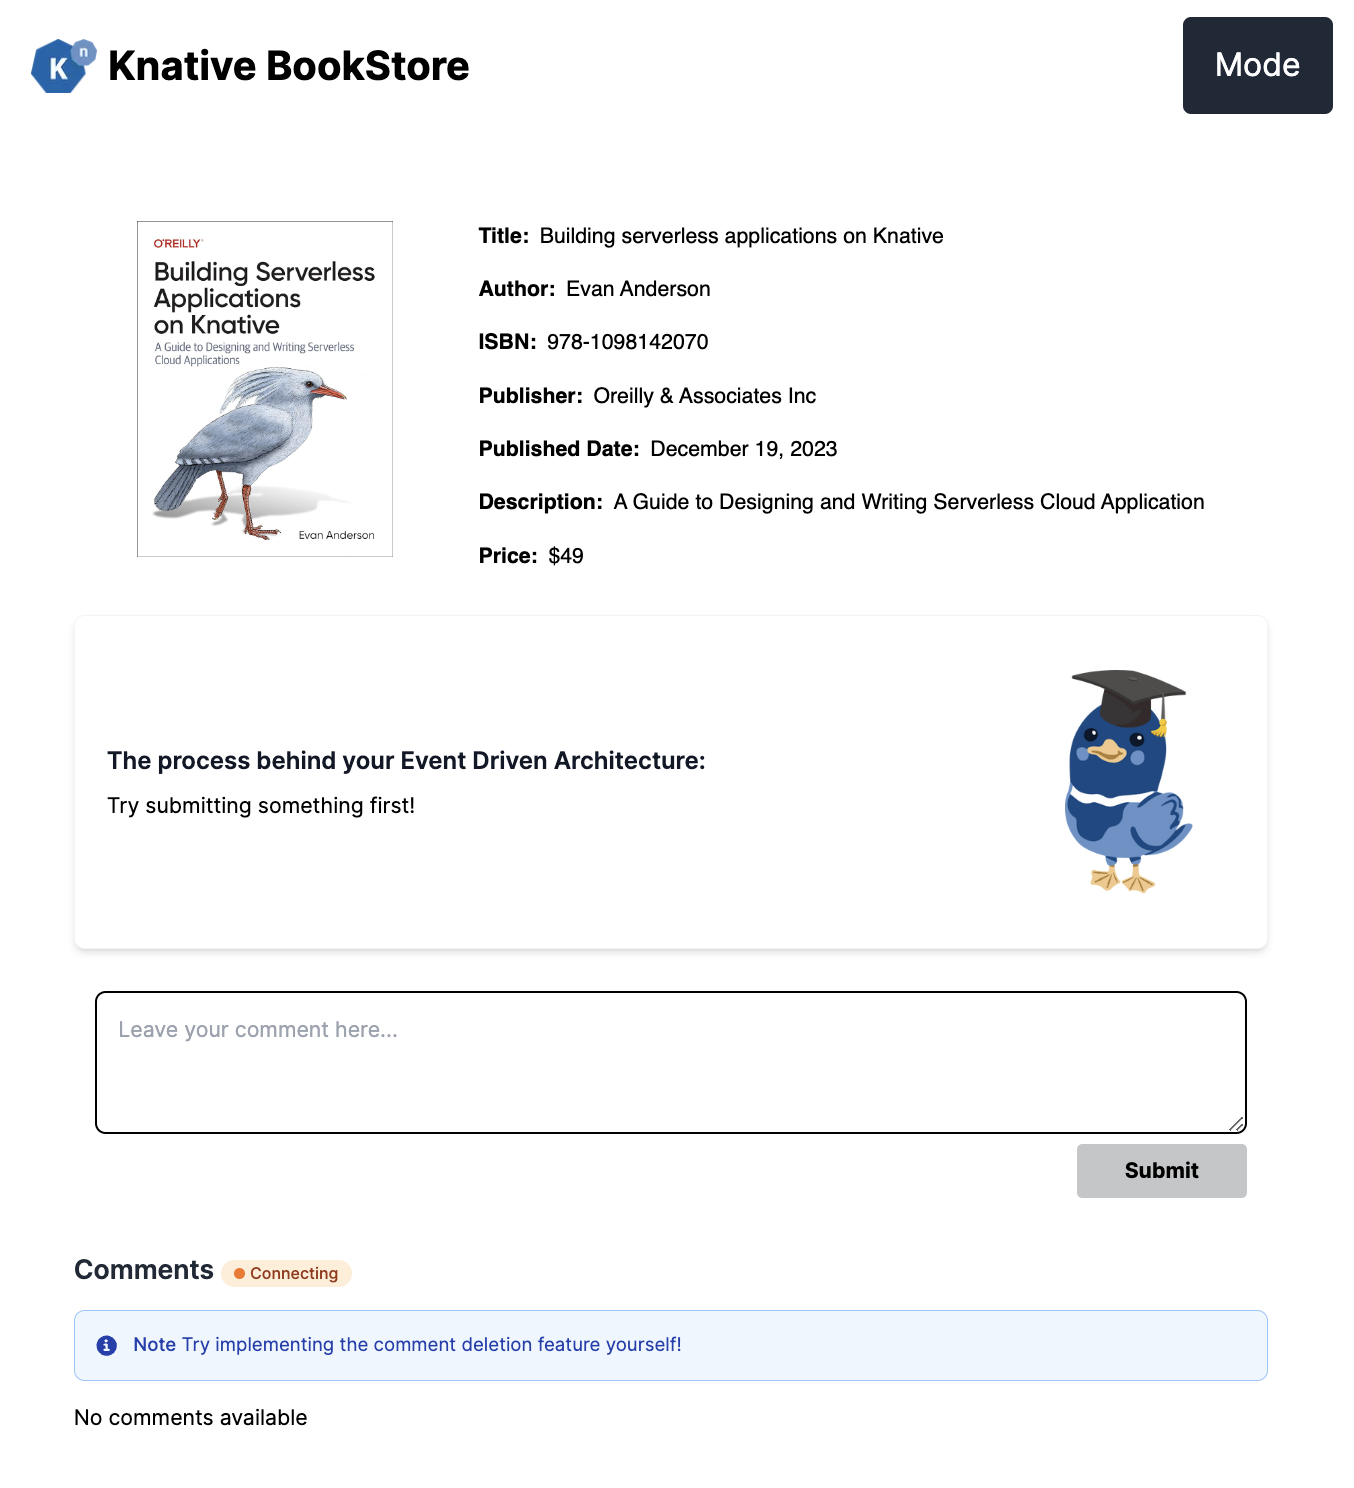 K n
Knative BookStore
Mode
O'REILLY
Building Serverless
Applications
on Knative
A Guide to Designing and Writing Serverless
Cloud Applications
Evan Anderson
Title: Building serverless applications on Knative
Author: Evan Anderson
ISBN: 978-1098142070
Publisher: Oreilly & Associates Inc
Published Date: December 19, 2023
Description: A Guide to Designing and Writing Serverless Cloud Application
Price: $49
The process behind your Event Driven Architecture:
Try submitting something first!
Leave your comment here...
Submit
Comments Connecting
Note Try implementing the comment deletion feature yourself!
No comments available